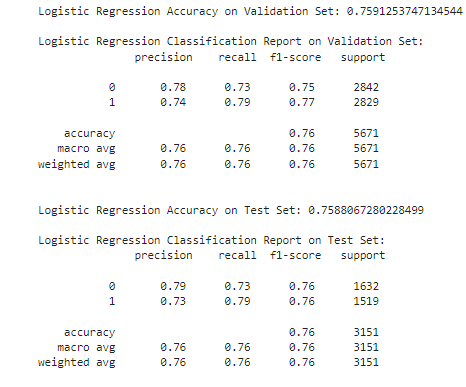 Logistic Regression Accuracy on Validation Set: 0.7591253747134544
Logistic Regression Classification Report on Validation Set:
precision recall f1-score support
0 0.78 0.73 0.75 2842
1 0.74 0.79 0.77 2829
accuracy 0.76 5671
macro avg 0.76 0.76 0.76 5671
weighted avg 0.76 0.76 0.76 5671
Logistic Regression Accuracy on Test Set: 0.7588067280228499
Logistic Regression Classification Report on Test Set:
precision recall f1-score support
0 0.79 0.73 0.76 1632
1 0.73 0.79 0.76 1519
accuracy 0.76 3151
macro avg 0.76 0.76 0.76 3151
weighted avg 0.76 0.76 0.76 3151